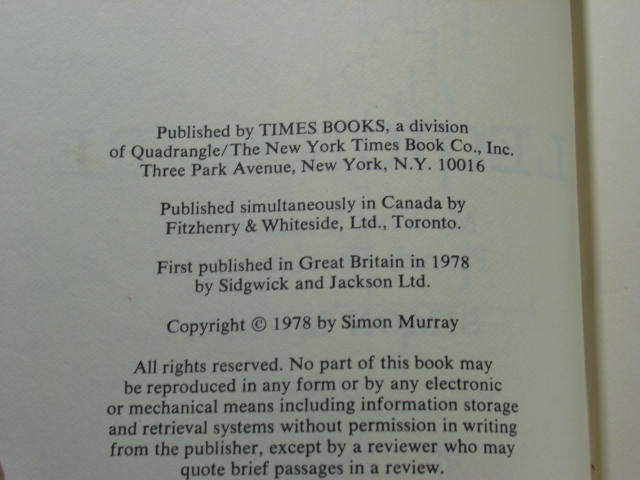 Published by TIMES BOOKS, a division
of Quadrangle/The New York Times Book Co., Inc.
Three Park Avenue, New York, N.Y. 10016
Published simultaneously in Canada by
Fitzhenry & Whiteside, Ltd., Toronto.
First published in Great Britain in 1978
by Sidgwick and Jackson Ltd.
Copyright © 1978 by Simon Murray
All rights reserved. No part of this book may
be reproduced in any form or by any electronic
or mechanical means including information storage
and retrieval systems without permission in writing
from the publisher, except by a reviewer who may
quote brief passages in a review.